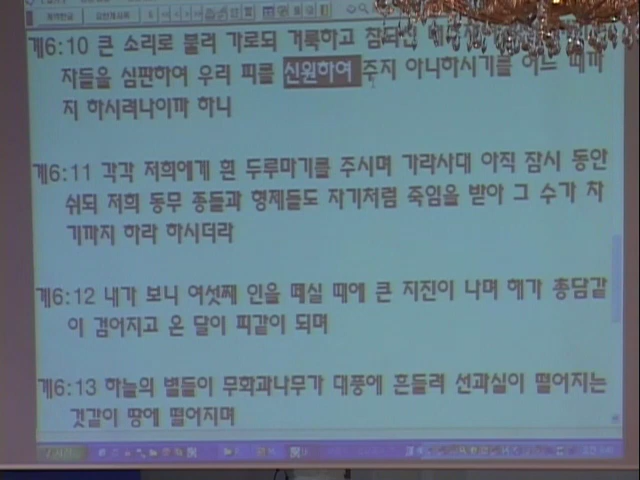 계6:10 큰 소리로 불러 가로되 거룩하고 참되신
자들을 심판하여 우리 피를 신원하여 주지 아니하시기를 어느 때까
지 하시려나이까 하니
계6:11 각각 저희에게 흰 두루마기를 주시며 가라사대 아직 잠시 동안
쉬되 저희 동무 종들과 형제들도 자기처럼 죽임을 받아 그 수가 차
기까지 하라 하시더라
계6:12 내가 보니 여섯째 인을 떼실 때에 큰 지진이 나며 해가 총담같
이 검어지고 온 달이 피같이 되며
계6:13 하늘의 별들이 무화과나무가 대풍에 흔들려 선과실이 떨어지는
것같이 땅에 떨어지며